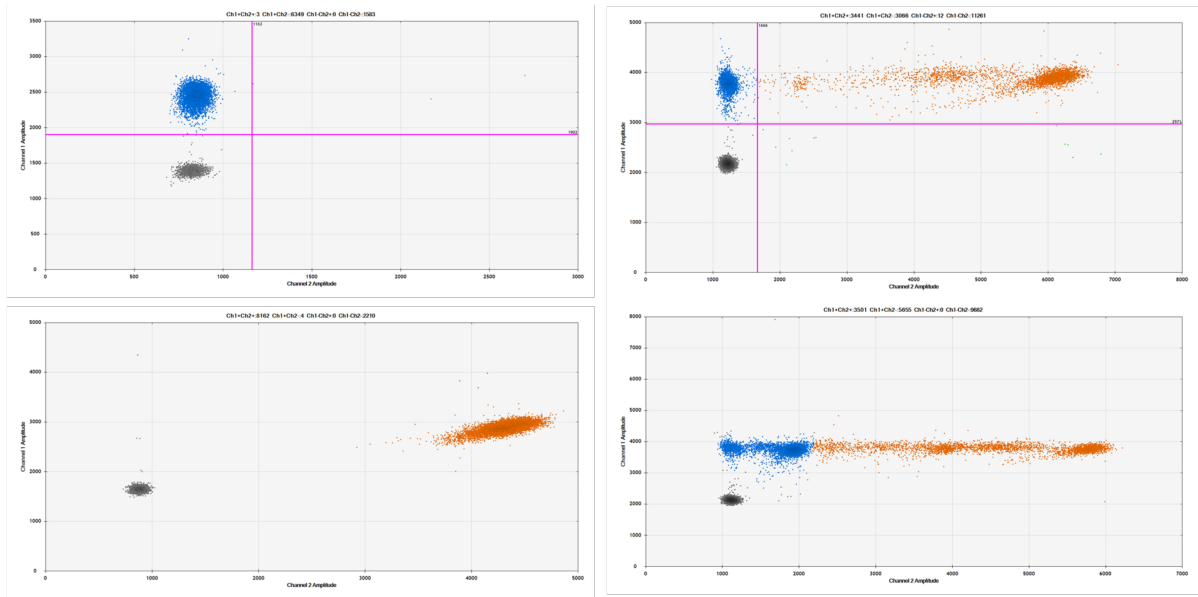 Ch1+Ch2+:3 Ch1+Ch2-:6349 Ch1-Ch2+:0 Ch1-Ch2-:1583
1162
3500
3000
2500
2000
1500
1000
500
0
1902
Channel 1 Amplitude
0 500 1000 1500 2000 2500 3000
Channel 2 Amplitude
Ch1+Ch2+:3441 Ch1+Ch2-:3066 Ch1-Ch2+:12 Ch1-Ch2-:11261
1666
5000
4000
3000
2000
1000
0
2971
Channel 1 Amplitude
0 1000 2000 3000 4000 5000 6000 7000 8000
Channel 2 Amplitude
Ch1+Ch2+:8162 Ch1+Ch2-:4 Ch1-Ch2+:0 Ch1-Ch2-:2210
5000
4000
3000
2000
1000
0
Channel 1 Amplitude
0 1000 2000 3000 4000 5000
Channel 2 Amplitude
Ch1+Ch2+:3501 Ch1+Ch2-:5655 Ch1-Ch2+:0 Ch1-Ch2-:9682
8000
7000
6000
5000
4000
3000
2000
1000
0
Channel 1 Amplitude
0 1000 2000 3000 4000 5000 6000 7000
Channel 2 Amplitude